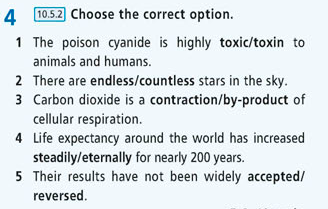 4 10.5.2 Choose the correct option.
1 The poison cyanide is highly toxic/toxin to
animals and humans.
2 There are endless/countless stars in the sky.
3 Carbon dioxide is a contraction/by-product of
cellular respiration.
4 Life expectancy around the world has increased
steadily/eternally for nearly 200 years.
5 Their results have not been widely accepted/
reversed.